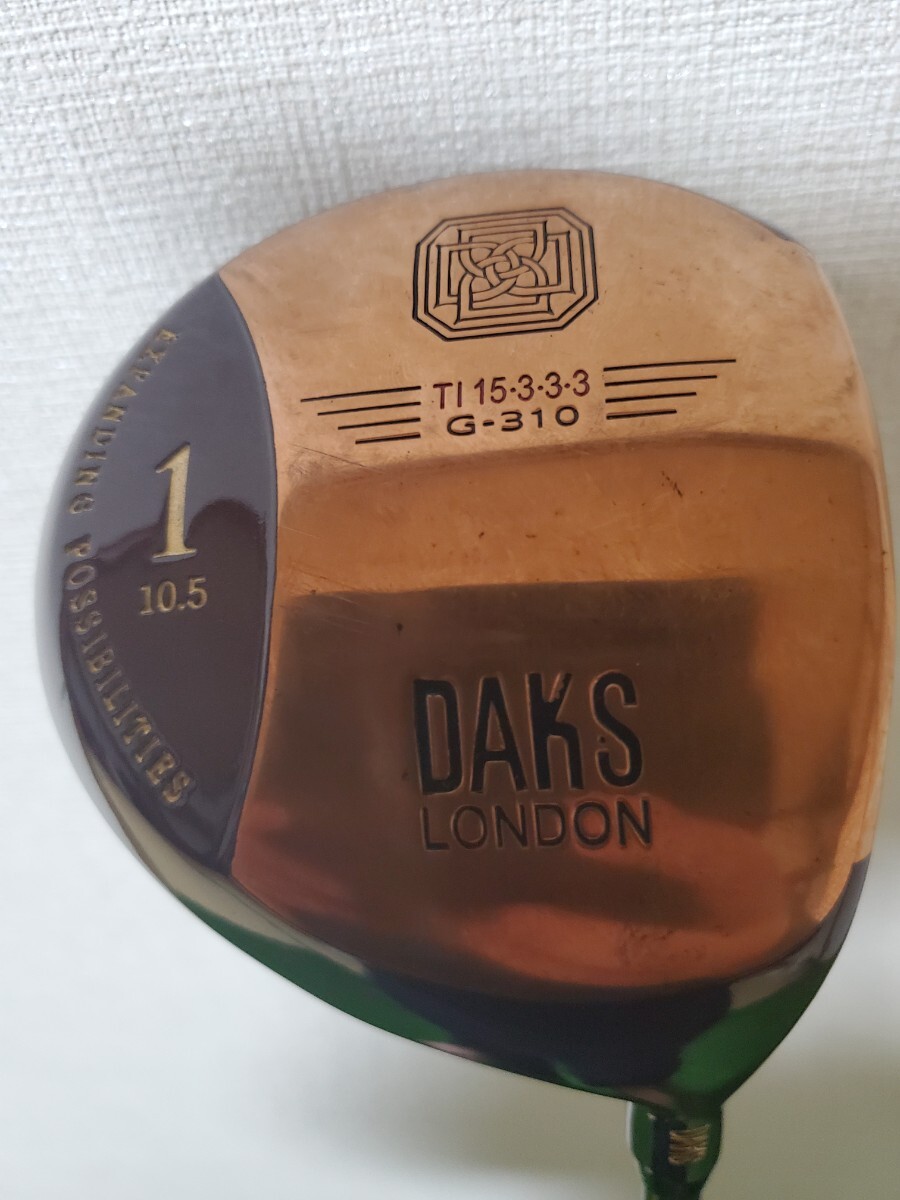 TI 15·3·3·3
G-310
EXPANDING POSSIBILITIES
1
10.5
DAKS
LONDON